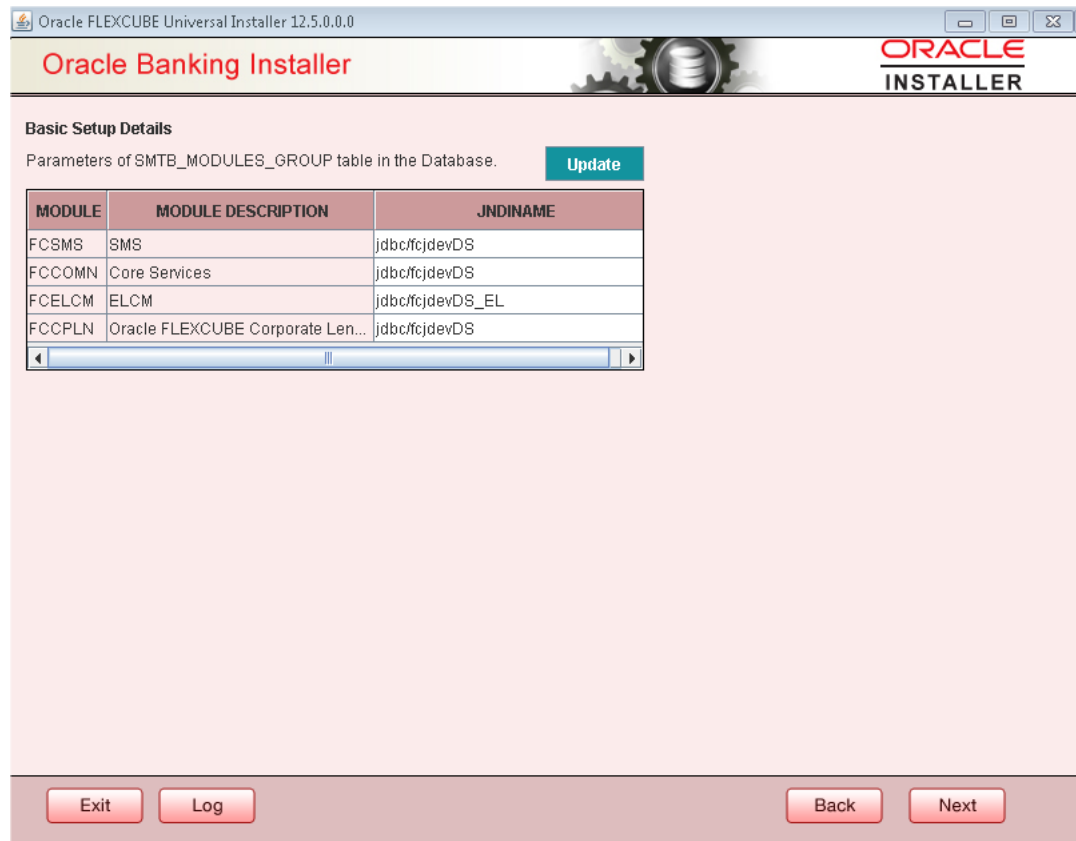 Oracle FLEXCUBE Universal Installer 12.5.0.0.0
Oracle Banking Installer
ORACLE
INSTALLER
Basic Setup Details
Parameters of SMTB_MODULES_GROUP table in the Database.
Update
MODULE MODULE DESCRIPTION JNDINAME
FCSMS SMS jdbc/fcjdevDS
FCCOMN Core Services jdbc/fcjdevDS
FCELCM ELCM jdbc/fcjdevDS_EL
FCCPLN Oracle FLEXCUBE Corporate Len... jdbc/fcjdevDS
Exit Log Back Next